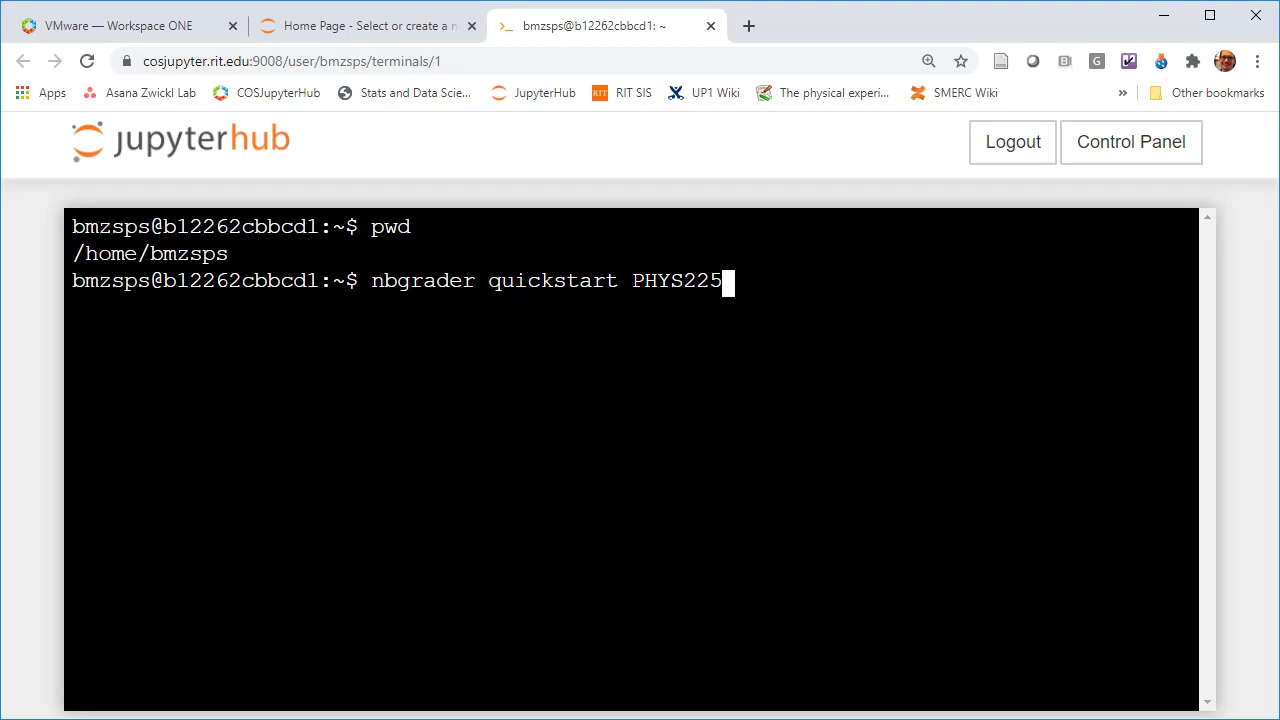 VMware — Workspace ONE
Home Page - Select or create a n
bmzsps@b12262cbbcd1: ~
cosjupyter.rit.edu:9008/user/bmzsps/terminals/1
Apps
Asana Zwickl Lab
COSJupyterHub
Stats and Data Scie...
JupyterHub
RIT
RIT SIS
UP1 Wiki
The physical experi...
SMERC Wiki
»
Other bookmarks
jupyterhub
Logout
Control Panel
bmzsps@b12262cbbcd1:~$ pwd
/home/bmzsps
bmzsps@b12262cbbcd1:~$ nbgrader quickstart PHYS225